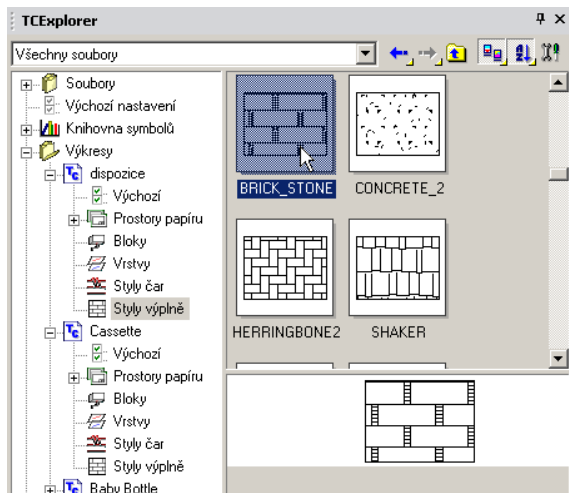 TCExplorer
Všechny soubory
Soubory
Výchozí nastavení
Knihovna symbolů
Výkresy
dispozice
Výchozí
Prostory papíru
Bloky
Vrstvy
Styly čar
Styly výplně
Cassette
Výchozí
Prostory papíru
Bloky
Vrstvy
Styly čar
Styly výplně
Baby Bottle
BRICK_STONE
CONCRETE_2
HERRINGBONE2
SHAKER